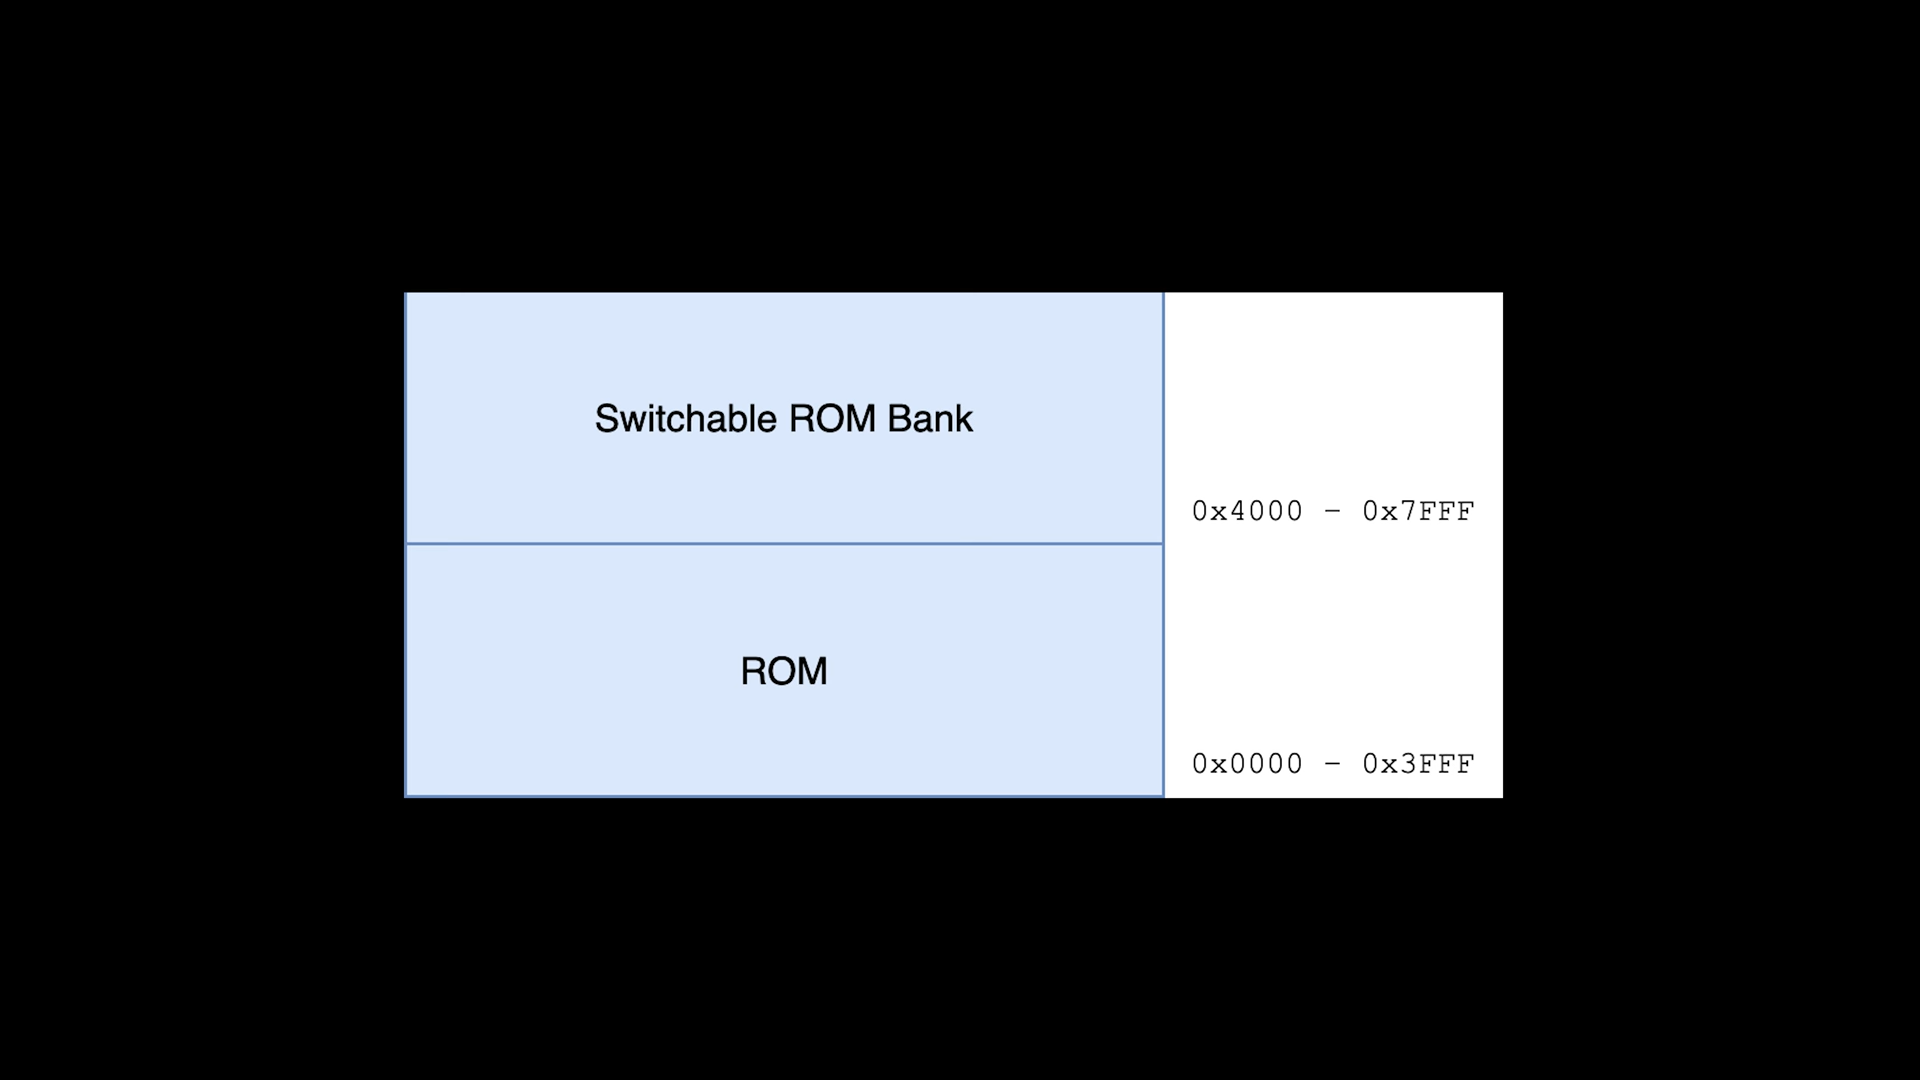 Switchable ROM Bank
0x4000 - 0x7FFF
ROM
0x0000 - 0x3FFF